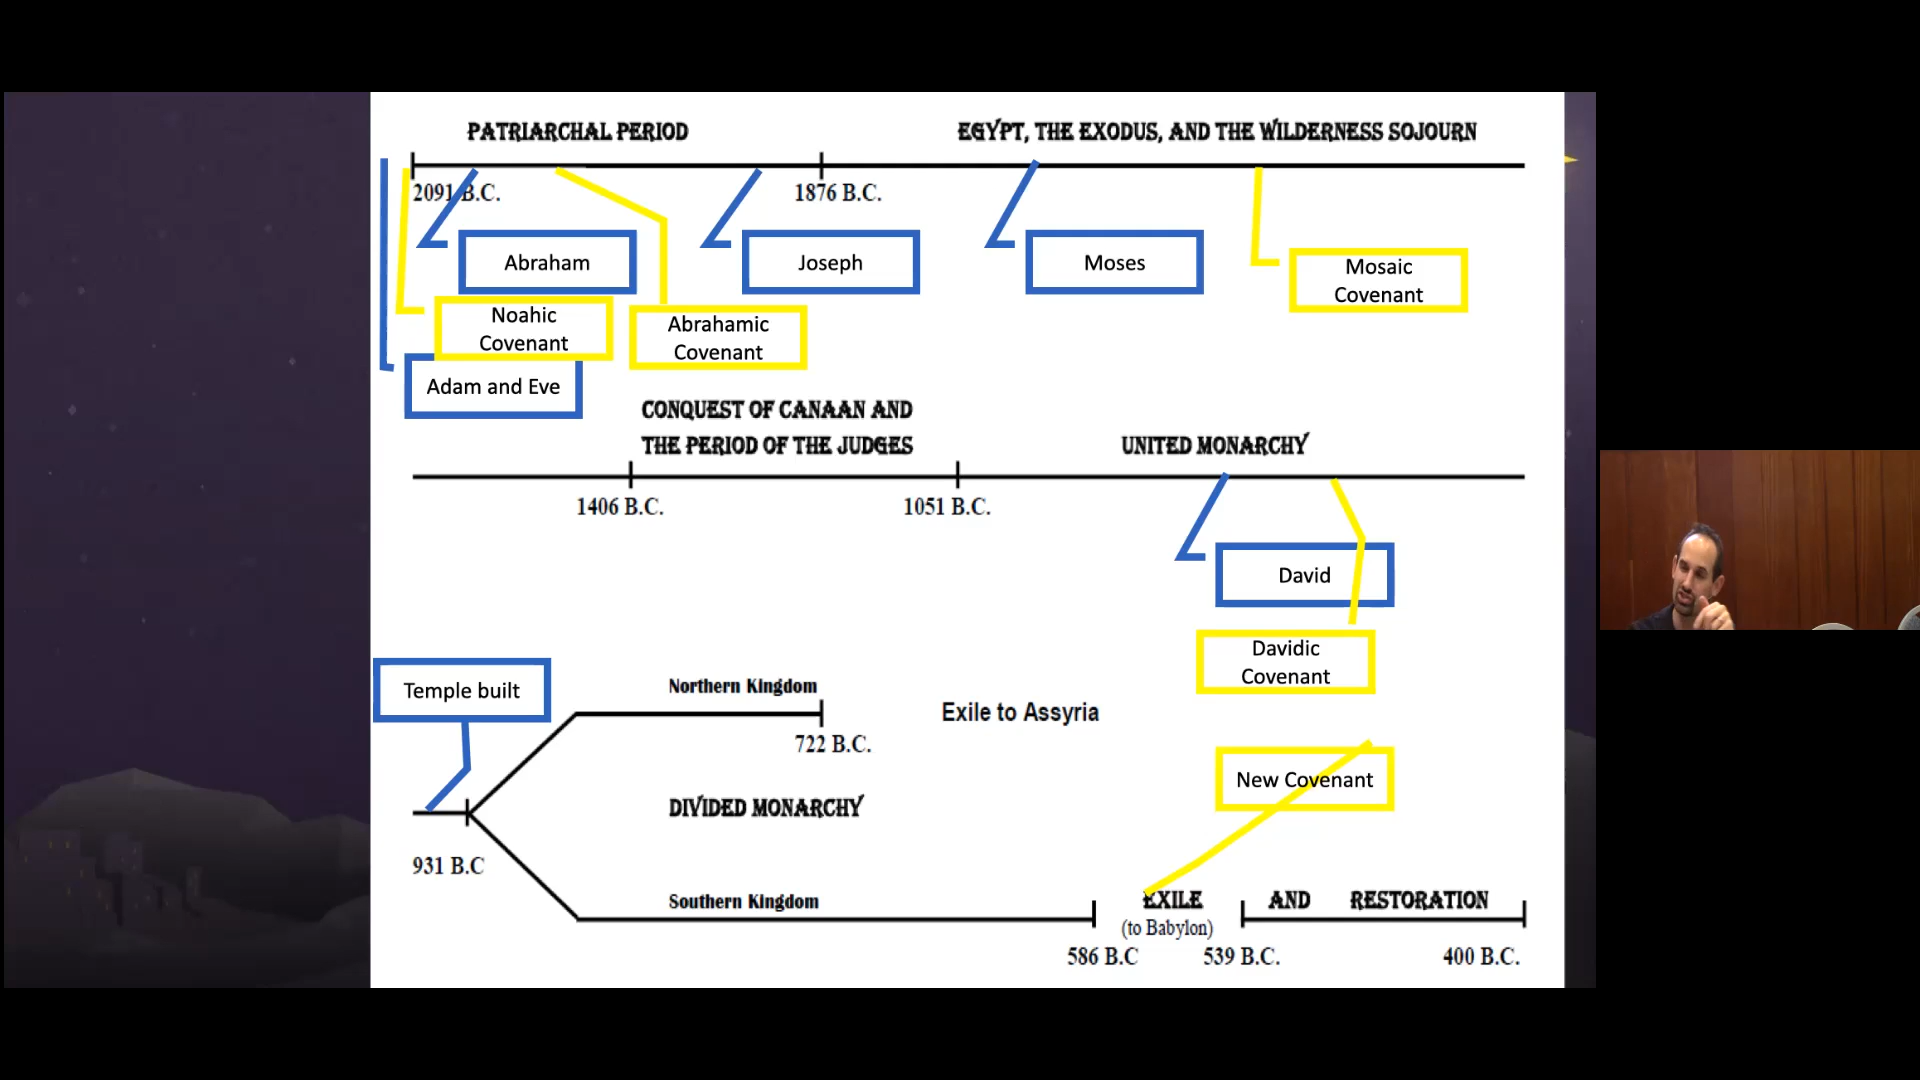 PATRIARCHAL PERIOD
EGYPT, THE EXODUS, AND THE WILDERNESS SOJOURN
2091 B.C.
1876 B.C.
Abraham
Joseph
Moses
Mosaic
Covenant
Noahic
Covenant
Abrahamic
Covenant
Adam and Eve
CONQUEST OF CANAAN AND
THE PERIOD OF THE JUDGES
UNITED MONARCHY
1406 B.C.
1051 B.C.
David
Davidic
Covenant
Temple built
Northern Kingdom
Exile to Assyria
722 B.C.
New Covenant
DIVIDED MONARCHY
931 B.C
Southern Kingdom
EXILE AND RESTORATION
(to Babylon)
586 B.C
539 B.C.
400 B.C.